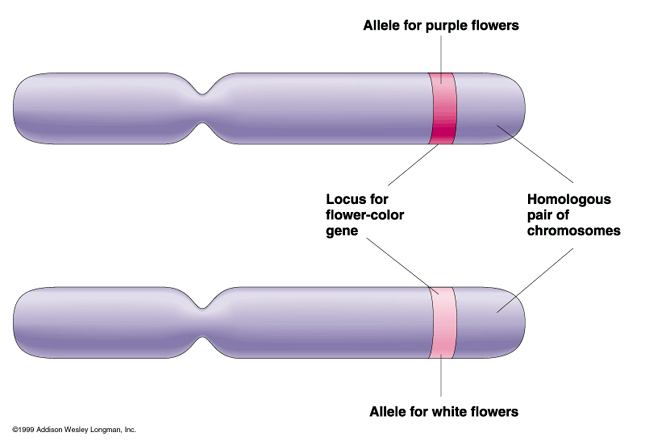 Allele for purple flowers
Locus for
flower-color
gene
Homologous
pair of
chromosomes
Allele for white flowers
©1999 Addison Wesley Longman, Inc.